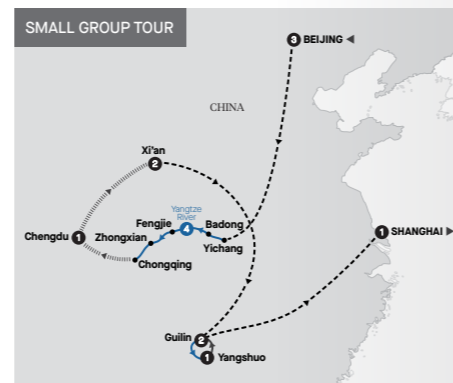 SMALL GROUP TOUR
3 BEIJING
CHINA
Xi'an
2
Yangtze
River
4
Fengjie
Badong
Zhongxian
Yichang
Chengdu 1
Chongqing
1 SHANGHAI
Guilin 2
1 Yangshuo